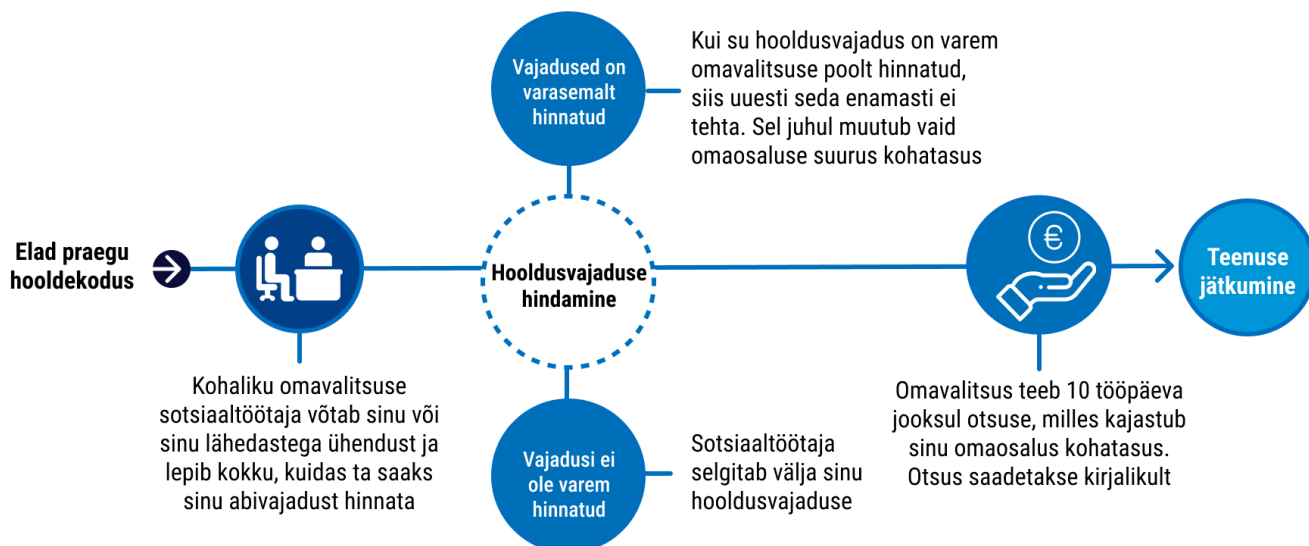 Elad praegu
hooldekodus
Kohaliku omavalitsuse
sotsiaaltöötaja võtab sinu või
sinu lähedastega ühendust ja
lepib kokku, kuidas ta saaks
sinu abivajadust hinnata
Hooldusvajaduse
hindamine
Vajadused on
varasemalt
hinnatud
Kui su hooldusvajadus on varem
omavalitsuse poolt hinnatud,
siis uuesti seda enamasti ei
tehta. Sel juhul muutub vaid
omaosaluse suurus kohatasus
Vajadusi ei
ole varem
hinnatud
Sotsiaaltöötaja
selgitab välja sinu
hooldusvajaduse
€
Omavalitsus teeb 10 tööpäeva
jooksul otsuse, milles kajastub
sinu omaosalus kohatasus.
Otsus saadetakse kirjalikult
Teenuse
jätkumine